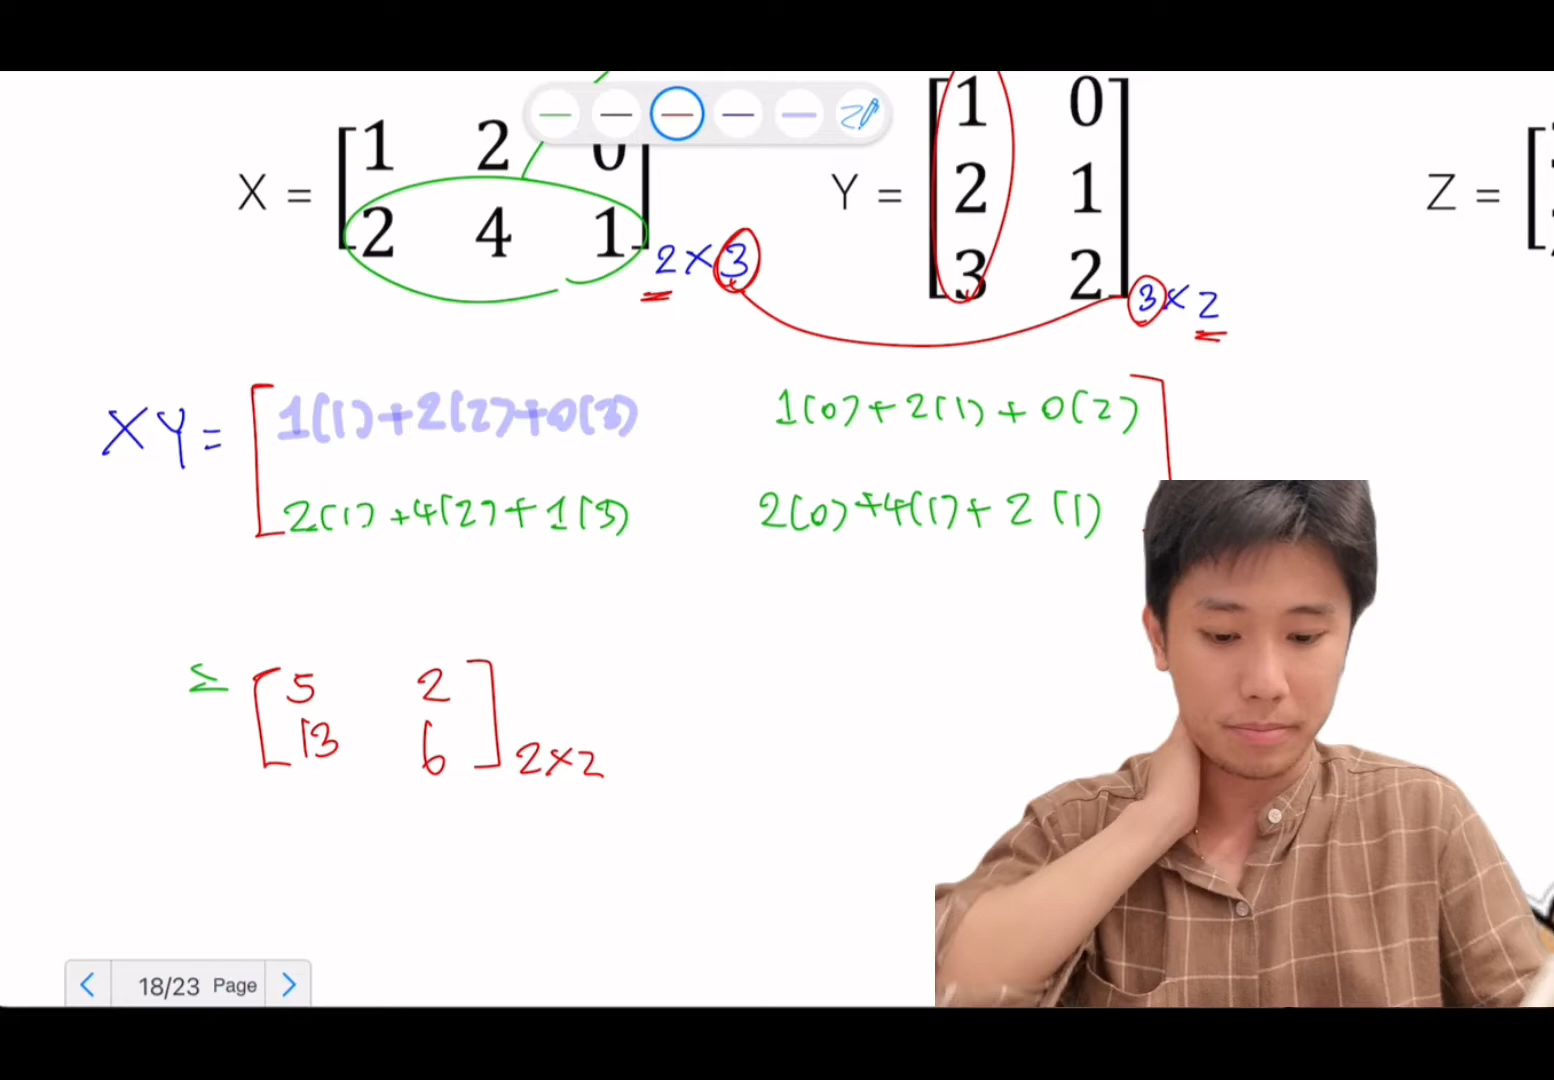 X = [1 2 0
2 4 1] 2×3
Y = [1 0
2 1
3 2] 3×2
Z = [
XY = [1(1)+2(2)+0(3) 1(0)+2(1)+0(2)]
2(1)+4(2)+1(3) 2(0)+4(1)+2(1)
= [5 2
13 6] 2×2
18/23 Page